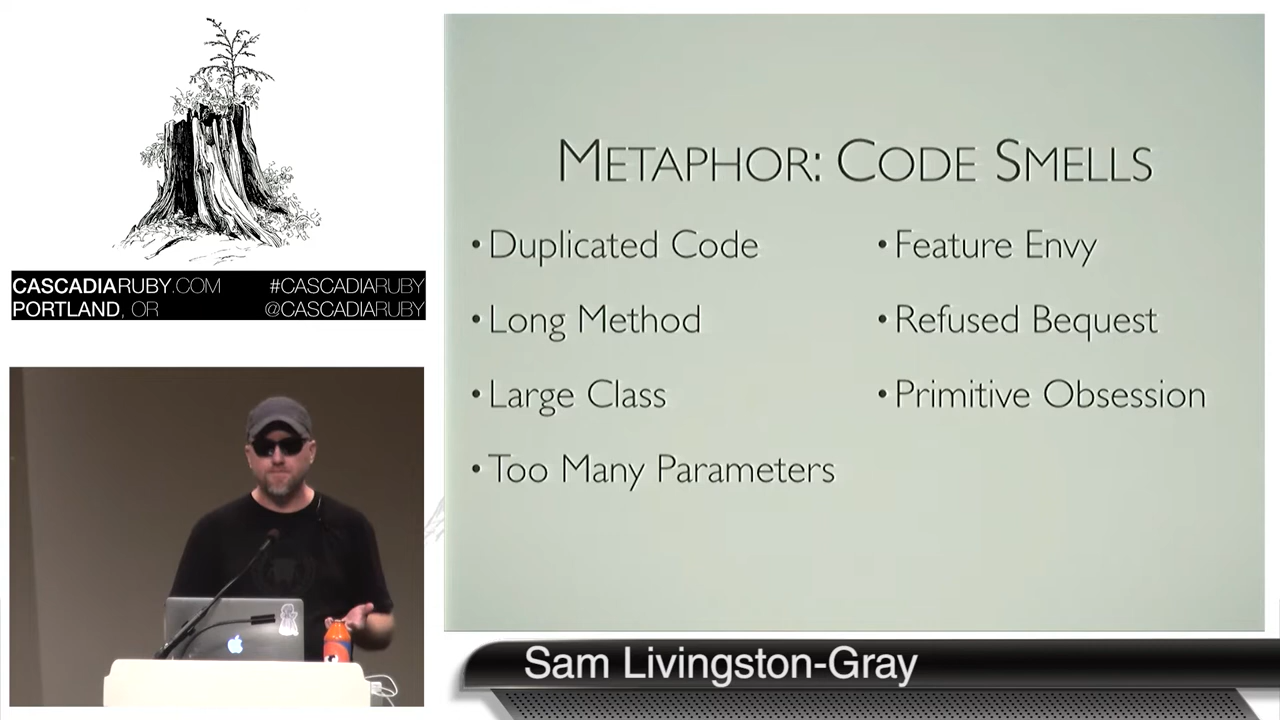 CASCADIARUBY.COM #CASCADIARUBY
PORTLAND, OR @CASCADIARUBY
METAPHOR: CODE SMELLS
• Duplicated Code
• Long Method
• Large Class
• Too Many Parameters
• Feature Envy
• Refused Bequest
• Primitive Obsession
Sam Livingston-Gray